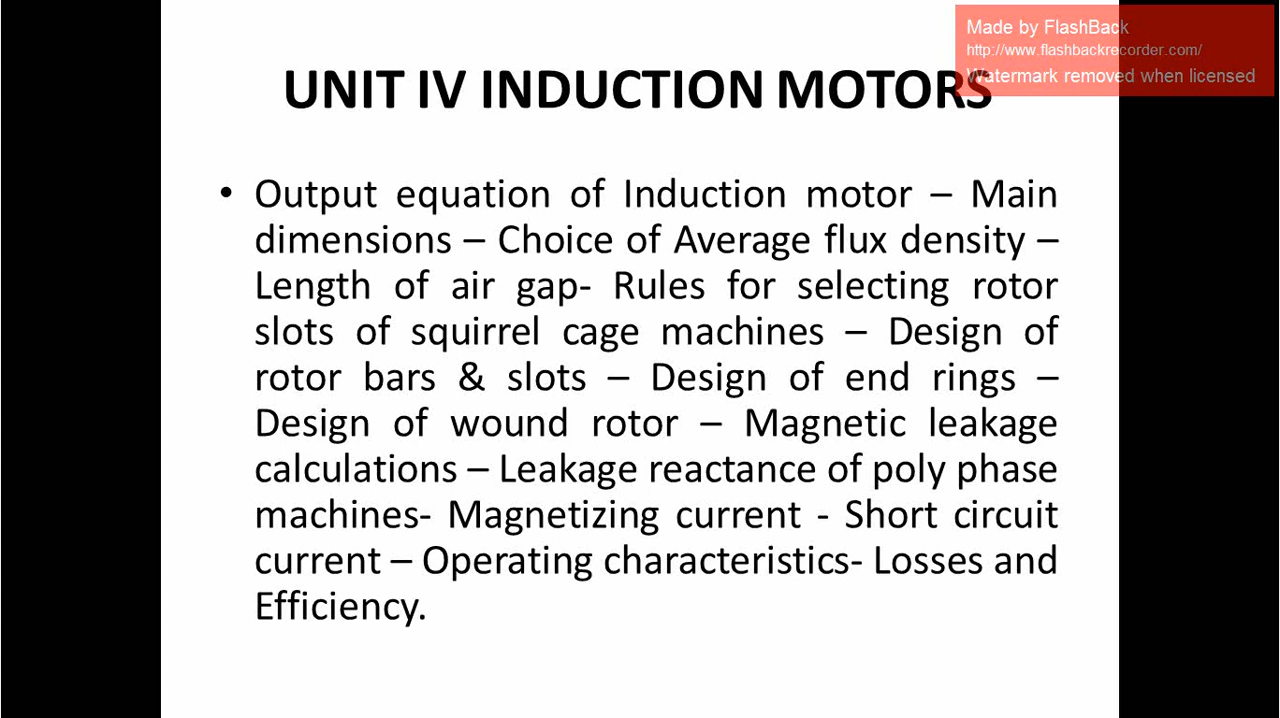 Made by FlashBack
http://www.flashbackrecorder.com/
Watermark removed when licensed
UNIT IV INDUCTION MOTORS
• Output equation of Induction motor – Main
dimensions – Choice of Average flux density –
Length of air gap- Rules for selecting rotor
slots of squirrel cage machines – Design of
rotor bars & slots – Design of end rings –
Design of wound rotor – Magnetic leakage
calculations – Leakage reactance of poly phase
machines- Magnetizing current - Short circuit
current – Operating characteristics- Losses and
Efficiency.